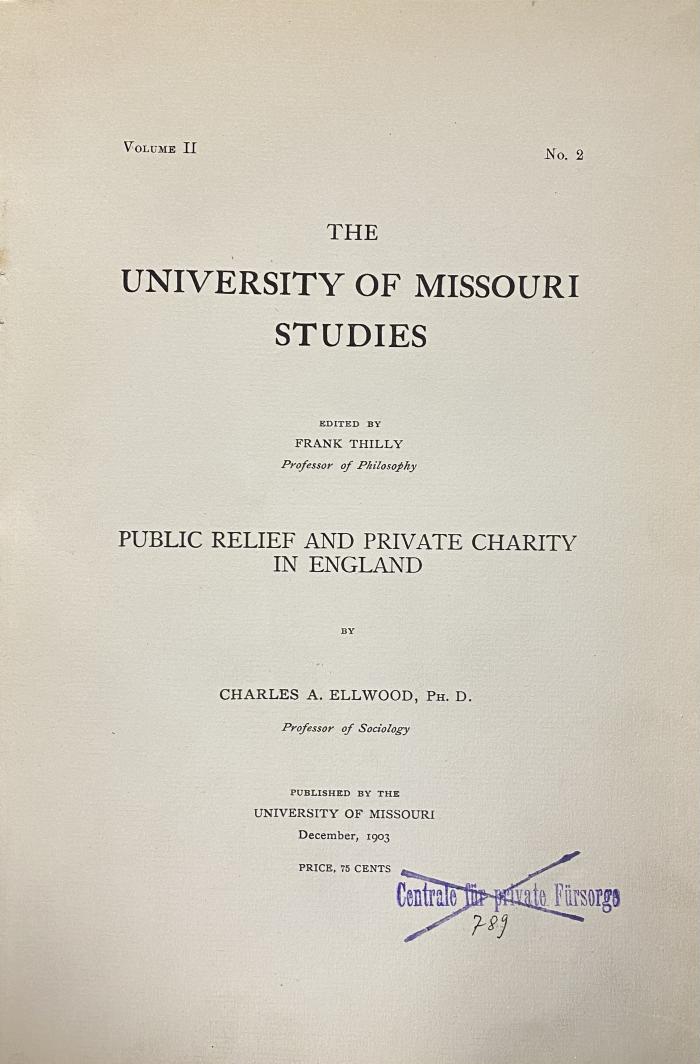 VOLUME II
No. 2
THE
UNIVERSITY OF MISSOURI
STUDIES
EDITED BY
FRANK THILLY
Professor of Philosophy
PUBLIC RELIEF AND PRIVATE CHARITY
IN ENGLAND
BY
CHARLES A. ELLWOOD, PH. D.
Professor of Sociology
PUBLISHED BY THE
UNIVERSITY OF MISSOURI
December, 1903
PRICE, 75 CENTS
Centrale für private Fürsorge
789